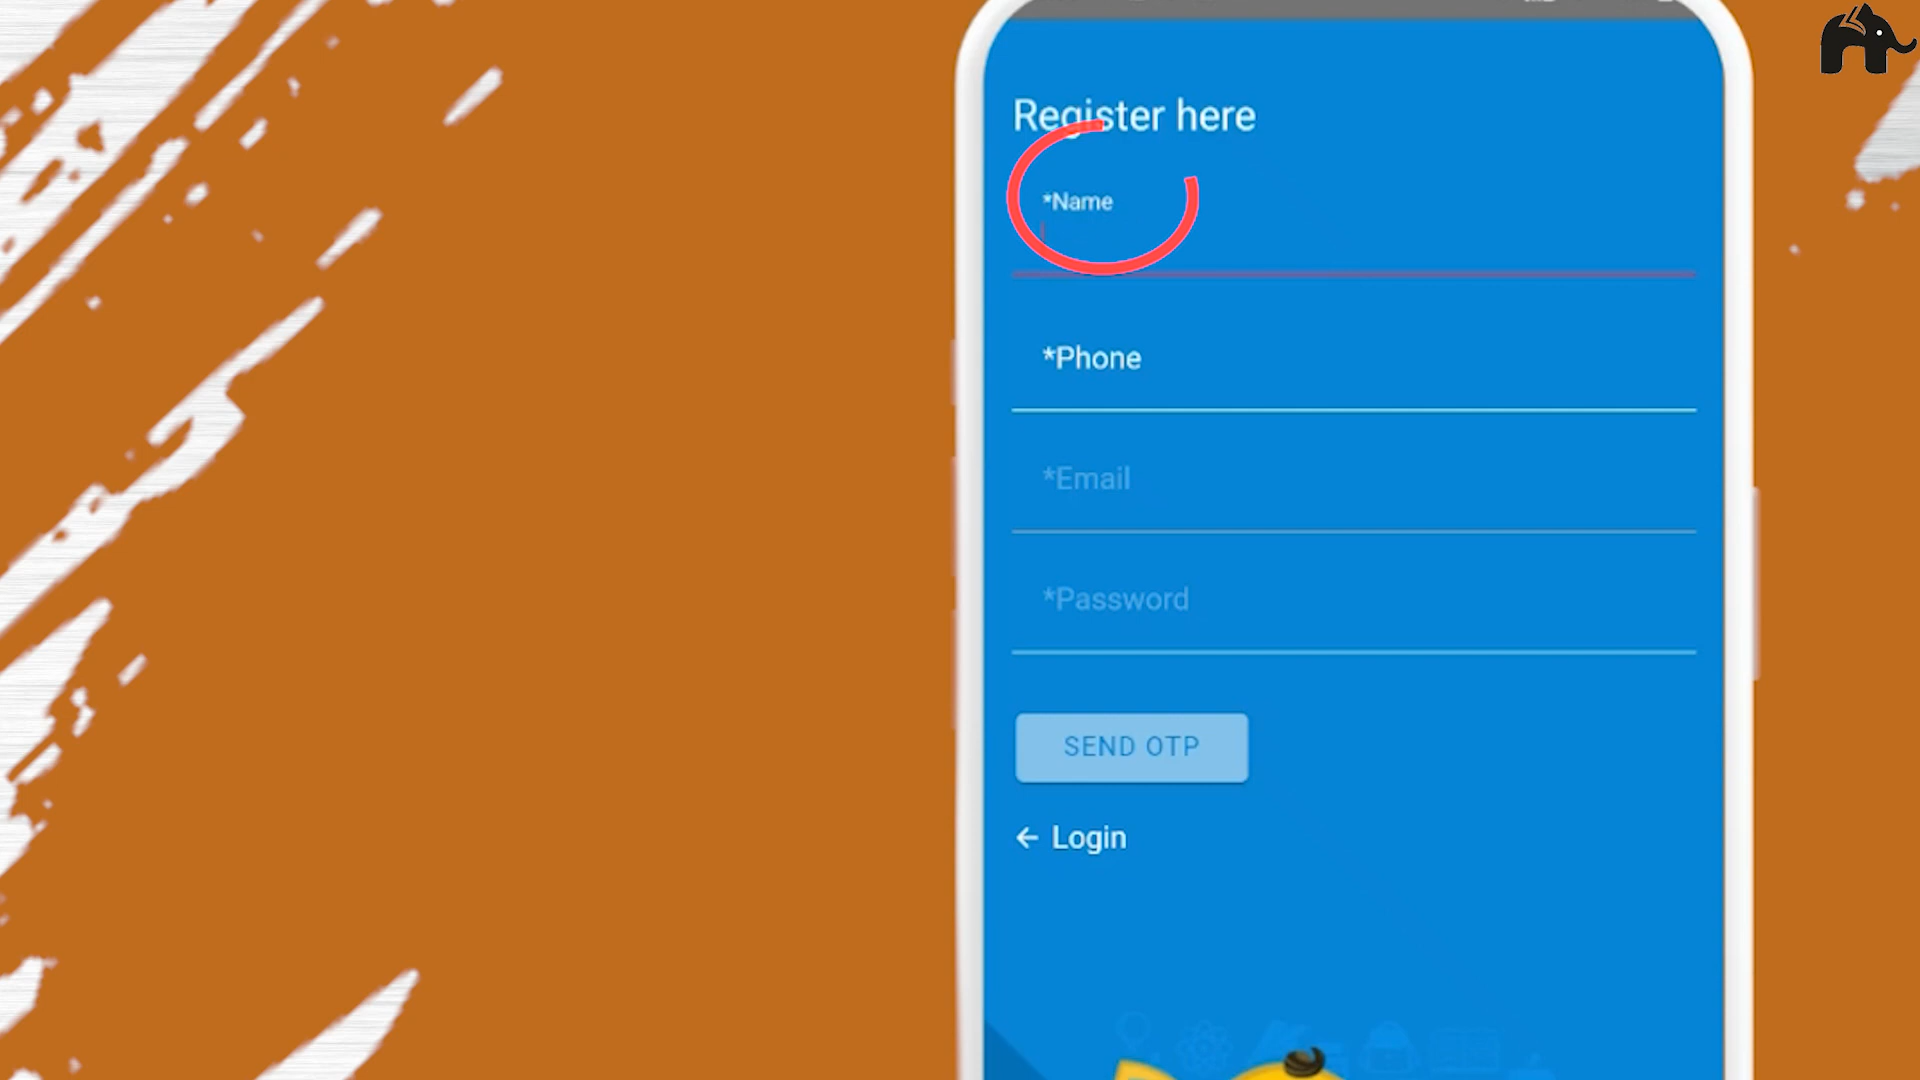 Register here
*Name
*Phone
*Email
*Password
SEND OTP
← Login